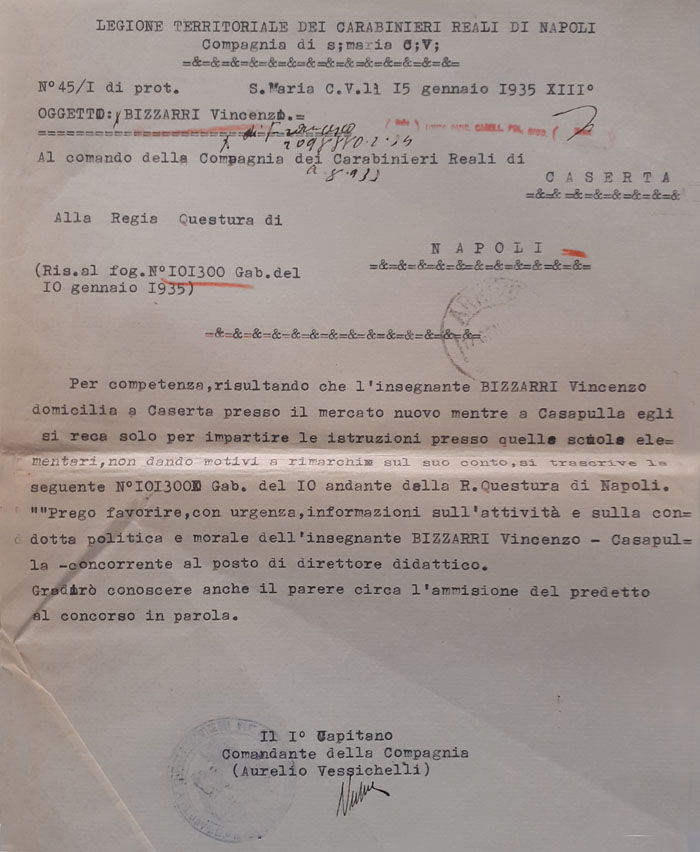 LEGIONE TERRITORIALE DEI CARABINIERI REALI DI NAPOLI
Compagnia di s;maria C;V;
=&=&=&=&=&=&=&=&=&=&=&=&=&=&=
N°45/I di prot. S.Maria C.V.lì I5 gennaio I935 XIII°
OGGETTO: BIZZARRI Vincenzo.=
========================
di Francesco
Al comando della Compagnia dei Carabinieri Reali di
C A S E R T A
=&=&=&=&=&=&=&=&
Alla Regia Questura di
N A P O L I
=&=&=&=&=&=&=&=&=&=&=&=
(Ris.al fog.N°IOI300 Gab.del
IO gennaio I935)
=&=&=&=&=&=&=&=&=&=&=&=&=&=&
Per competenza,risultando che l'insegnante BIZZARRI Vincenzo
domicilia a Caserta presso il mercato nuovo mentre a Casapulla egli
si reca solo per impartire le istruzioni presso quelle scuole ele=
mentari,non dando motivi a rimarchi sul suo conto,si trascrive la
seguente N°IOI300 Gab. del IO andante della R.Questura di Napoli.
""Prego favorire,con urgenza,informazioni sull'attività e sulla con=
dotta politica e morale dell'insegnante BIZZARRI Vincenzo - Casapul=
la -concorrente al posto di direttore didattico.
Gradirò conoscere anche il parere circa l'ammisione del predetto
al concorso in parola.
Il I° Capitano
Comandante della Compagnia
(Aurelio Vessichelli)